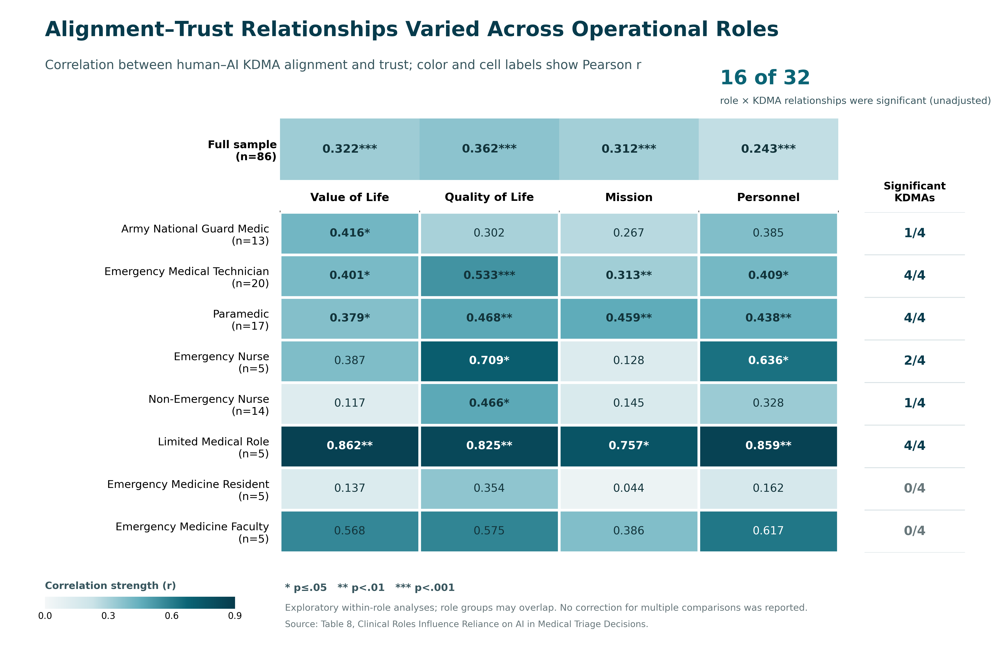 Alignment–Trust Relationships Varied Across Operational Roles
Correlation between human–AI KDMA alignment and trust; color and cell labels show Pearson r
16 of 32
role × KDMA relationships were significant (unadjusted)
Full sample
(n=86)
0.322*** 0.362*** 0.312*** 0.243***
Significant
KDMAs
Value of Life Quality of Life Mission Personnel
Army National Guard Medic
(n=13)
0.416* 0.302 0.267 0.385 1/4
Emergency Medical Technician
(n=20)
0.401* 0.533*** 0.313** 0.409* 4/4
Paramedic
(n=17)
0.379* 0.468** 0.459** 0.438** 4/4
Emergency Nurse
(n=5)
0.387 0.709* 0.128 0.636* 2/4
Non-Emergency Nurse
(n=14)
0.117 0.466* 0.145 0.328 1/4
Limited Medical Role
(n=5)
0.862** 0.825** 0.757* 0.859** 4/4
Emergency Medicine Resident
(n=5)
0.137 0.354 0.044 0.162 0/4
Emergency Medicine Faculty
(n=5)
0.568 0.575 0.386 0.617 0/4
Correlation strength (r)
0.0 0.3 0.6 0.9
* p≤.05 ** p<.01 *** p<.001
Exploratory within-role analyses; role groups may overlap. No correction for multiple comparisons was reported.
Source: Table 8, Clinical Roles Influence Reliance on AI in Medical Triage Decisions.